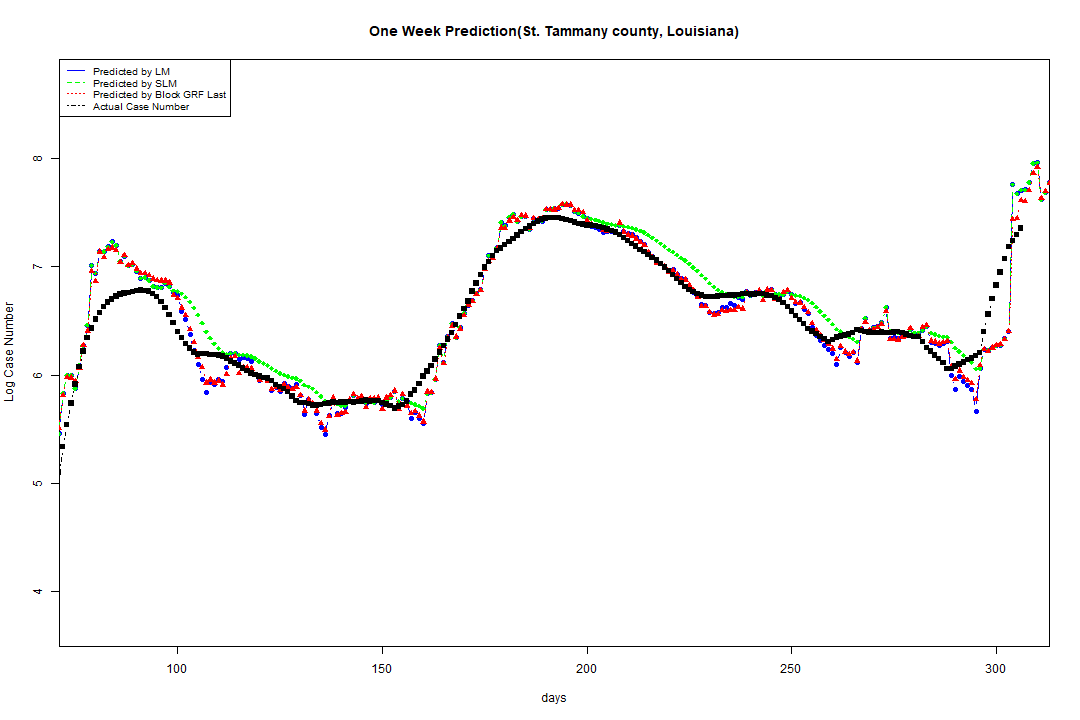 One Week Prediction(St. Tammany county, Louisiana)
Predicted by LM
Predicted by SLM
Predicted by Block GRF Last
Actual Case Number
8
7
6
5
4
Log Case Number
100 150 200 250 300
days